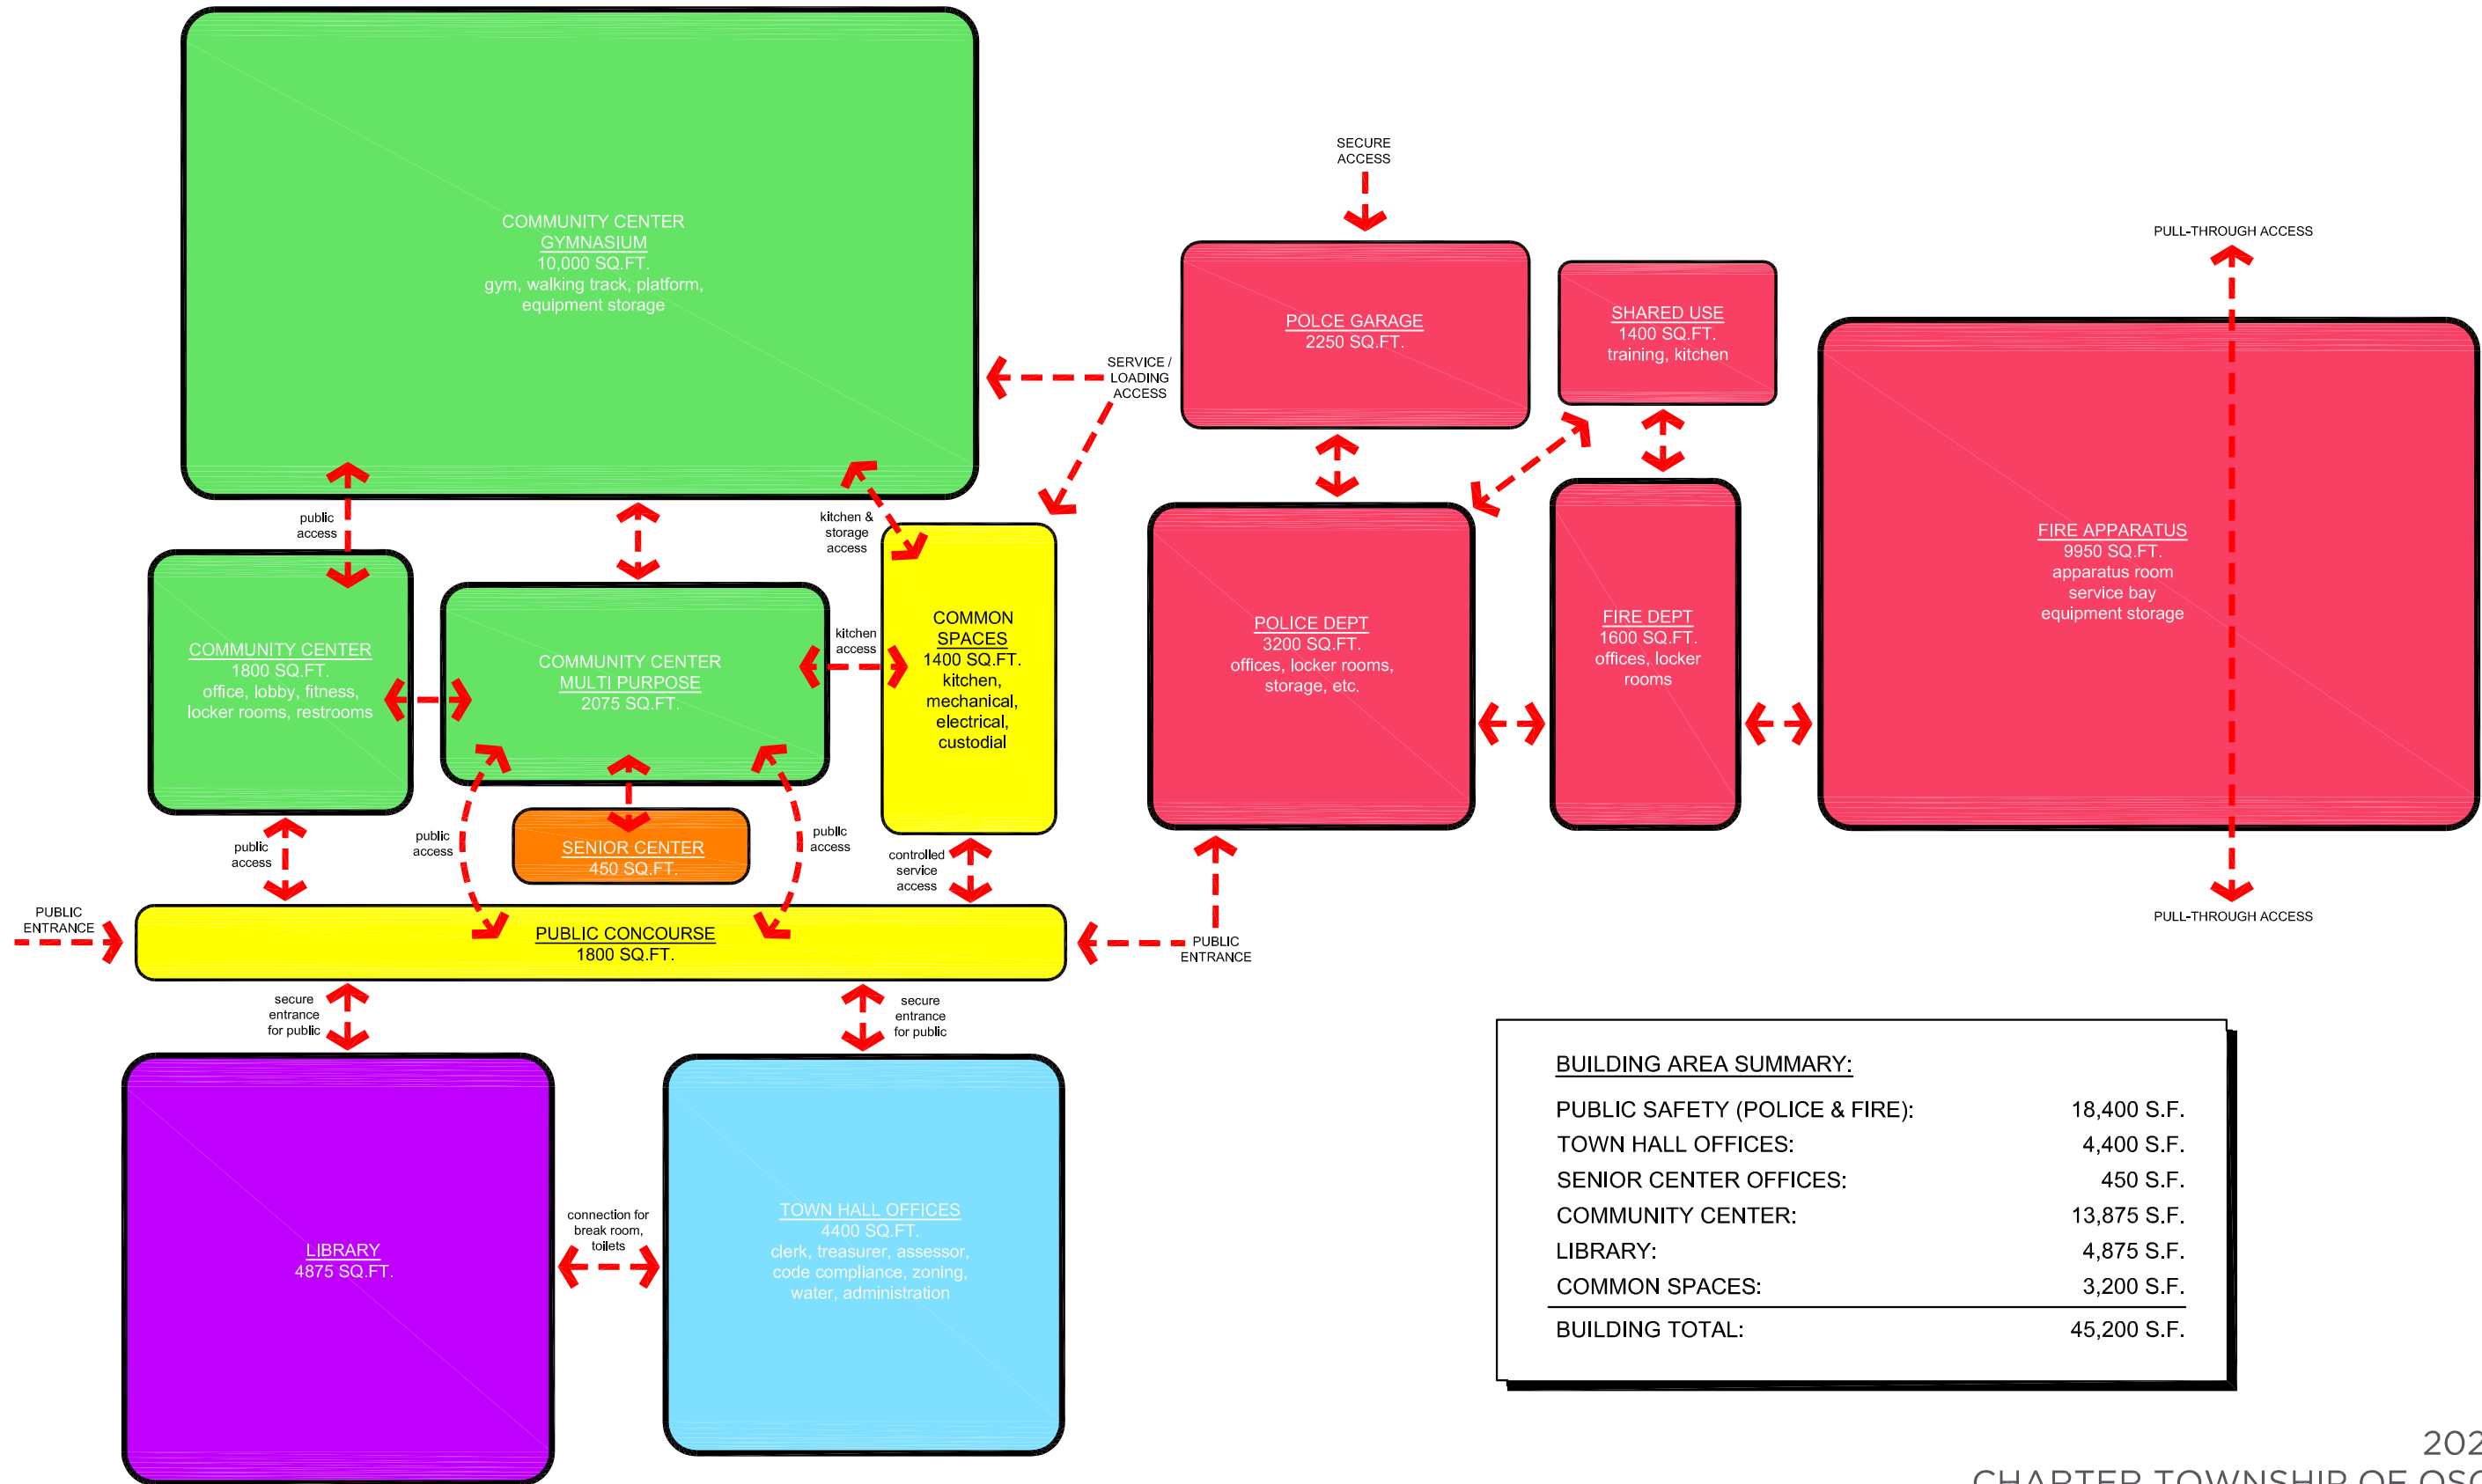 COMMUNITY CENTER
GYMNASIUM
10,000 SQ.FT.
gym, walking track, platform,
equipment storage
SECURE
ACCESS
PULL-THROUGH ACCESS
POLCE GARAGE
2250 SQ.FT.
SHARED USE
1400 SQ.FT.
training, kitchen
SERVICE /
LOADING
ACCESS
public
access
kitchen &
storage
access
COMMUNITY CENTER
1800 SQ.FT.
office, lobby, fitness,
locker rooms, restrooms
COMMUNITY CENTER
MULTI PURPOSE
2075 SQ.FT.
kitchen
access
COMMON
SPACES
1400 SQ.FT.
kitchen,
mechanical,
electrical,
custodial
POLICE DEPT
3200 SQ.FT.
offices, locker rooms,
storage, etc.
FIRE DEPT
1600 SQ.FT.
offices, locker
rooms
FIRE APPARATUS
9950 SQ.FT.
apparatus room
service bay
equipment storage
public
access
public
access
SENIOR CENTER
450 SQ.FT.
public
access
controlled
service
access
PUBLIC
ENTRANCE
PUBLIC CONCOURSE
1800 SQ.FT.
PUBLIC
ENTRANCE
PULL-THROUGH ACCESS
secure
entrance
for public
secure
entrance
for public
LIBRARY
4875 SQ.FT.
connection for
break room,
toilets
TOWN HALL OFFICES
4400 SQ.FT.
clerk, treasurer, assessor,
code compliance, zoning,
water, administration
BUILDING AREA SUMMARY:
PUBLIC SAFETY (POLICE & FIRE): 18,400 S.F.
TOWN HALL OFFICES: 4,400 S.F.
SENIOR CENTER OFFICES: 450 S.F.
COMMUNITY CENTER: 13,875 S.F.
LIBRARY: 4,875 S.F.
COMMON SPACES: 3,200 S.F.
BUILDING TOTAL: 45,200 S.F.
CHARTER TOWNSHIP OF